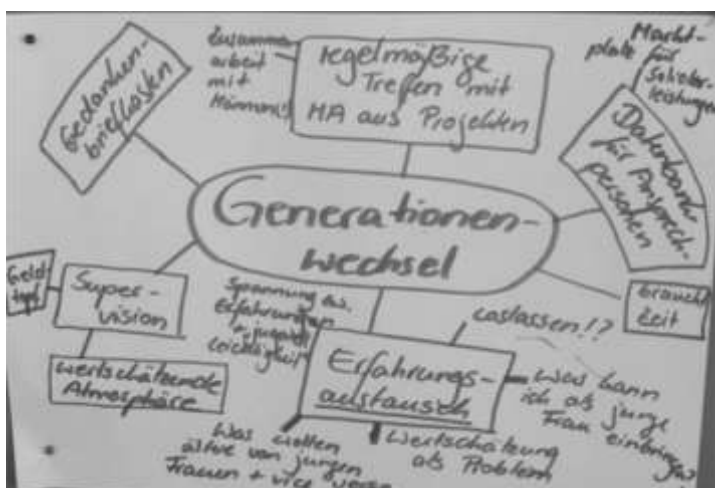 Gedanken-
briefkasten
Zusammen-
arbeit
mit
Männern(!)
regelmäßige
Treffen mit
MA aus Projekten
Markt-
platz für
leistungen
Datenbank
für Ansprech-
personen
Generationen-
wechsel
braucht
Zeit
Geld-
topf
Super-
vision
wertschätzende
Atmosphäre
Spannung zw.
Erfahrungen
Leichtigkeit"
Erfahrungs-
austausch
Loslassen!?
Was kann
ich als junge
Frau einbringen?
Wertschätzung
als Problem
Was wollen
ältere von jungen
Frauen + vice versa